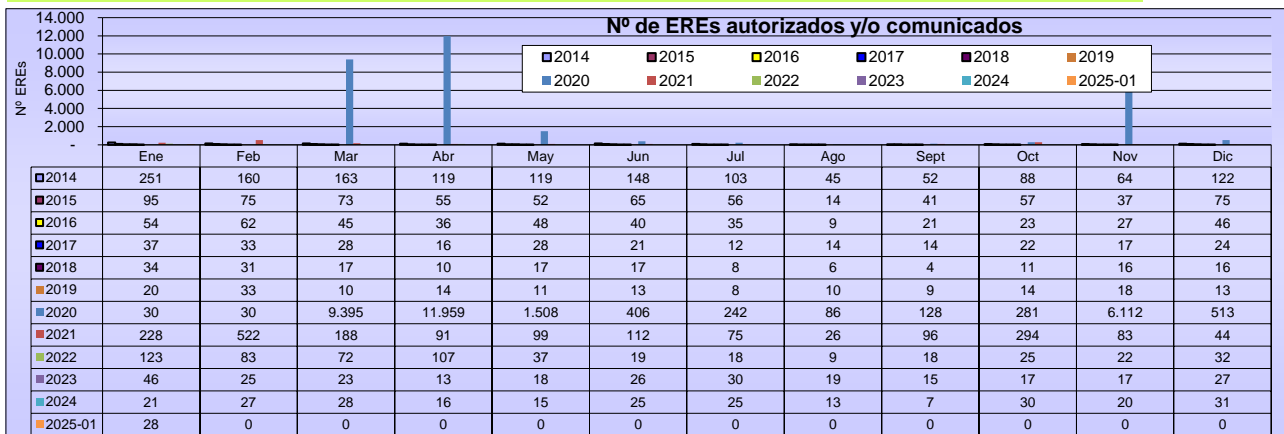 Nº de EREs autorizados y/o comunicados
14.000
12.000
10.000
8.000
6.000
4.000
2.000
-
Nº EREs
2014 2015 2016 2017 2018 2019
2020 2021 2022 2023 2024 2025-01
Ene Feb Mar Abr May Jun Jul Ago Sept Oct Nov Dic
2014 251 160 163 119 119 148 103 45 52 88 64 122
2015 95 75 73 55 52 65 56 14 41 57 37 75
2016 54 62 45 36 48 40 35 9 21 23 27 46
2017 37 33 28 16 28 21 12 14 14 22 17 24
2018 34 31 17 10 17 17 8 6 4 11 16 16
2019 20 33 10 14 11 13 8 10 9 14 18 13
2020 30 30 9.395 11.959 1.508 406 242 86 128 281 6.112 513
2021 228 522 188 91 99 112 75 26 96 294 83 44
2022 123 83 72 107 37 19 18 9 18 25 22 32
2023 46 25 23 13 18 26 30 19 15 17 17 27
2024 21 27 28 16 15 25 25 13 7 30 20 31
2025-01 28 0 0 0 0 0 0 0 0 0 0 0